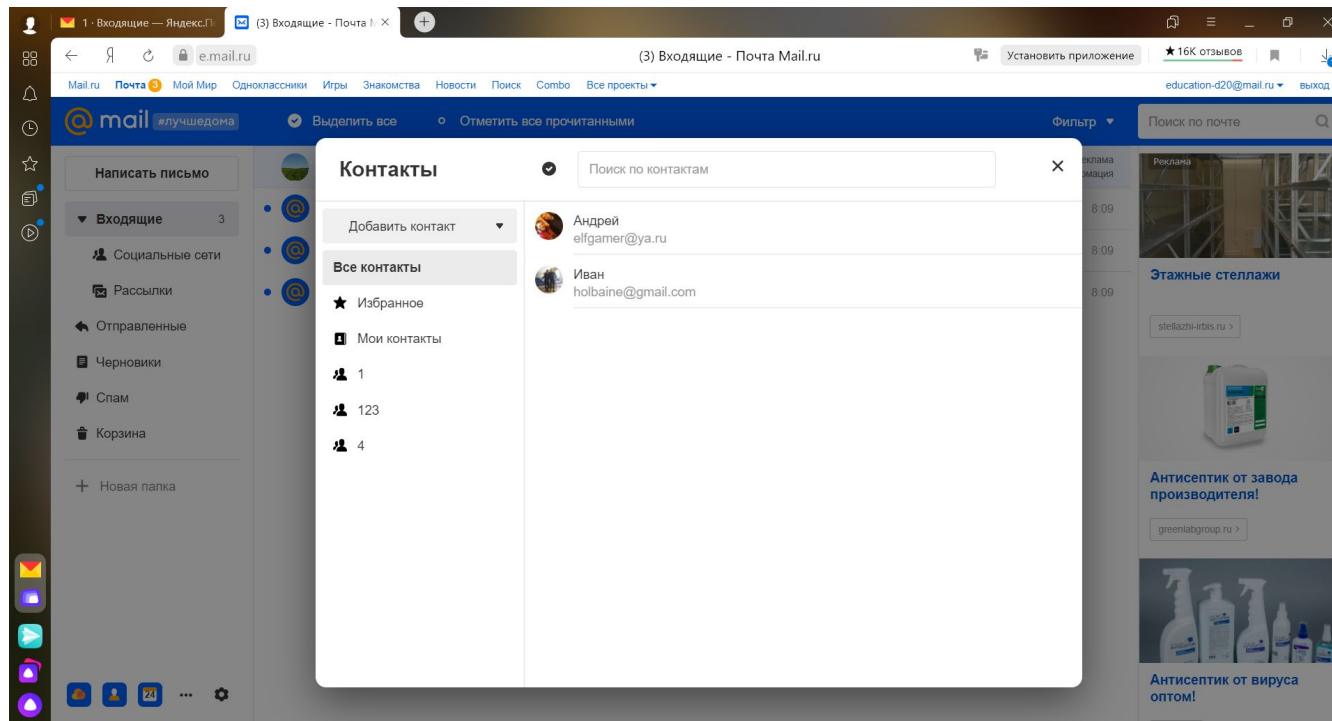 1 · Входящие — Яндекс.П
(3) Входящие - Почта М
e.mail.ru
(3) Входящие - Почта Mail.ru
Установить приложение
★ 16K отзывов
Mail.ru Почта 3 Мой Мир Одноклассники Игры Знакомства Новости Поиск Combo Все проекты
education-d20@mail.ru выход
mail #лучшедома
Выделить все
Отметить все прочитанными
Фильтр
Поиск по почте
Написать письмо
Входящие 3
Социальные сети
Рассылки
Отправленные
Черновики
Спам
Корзина
+ Новая папка
24
Контакты
Поиск по контактам
Добавить контакт
Все контакты
Избранное
Мои контакты
1
123
4
Андрей
elfgamer@ya.ru
Иван
holbaine@gmail.com
8:09
8:09
8:09
Реклама
Этажные стеллажи
stellazhi-irbis.ru >
Антисептик от завода
производителя!
greenlabgroup.ru >
Антисептик от вируса
оптом!